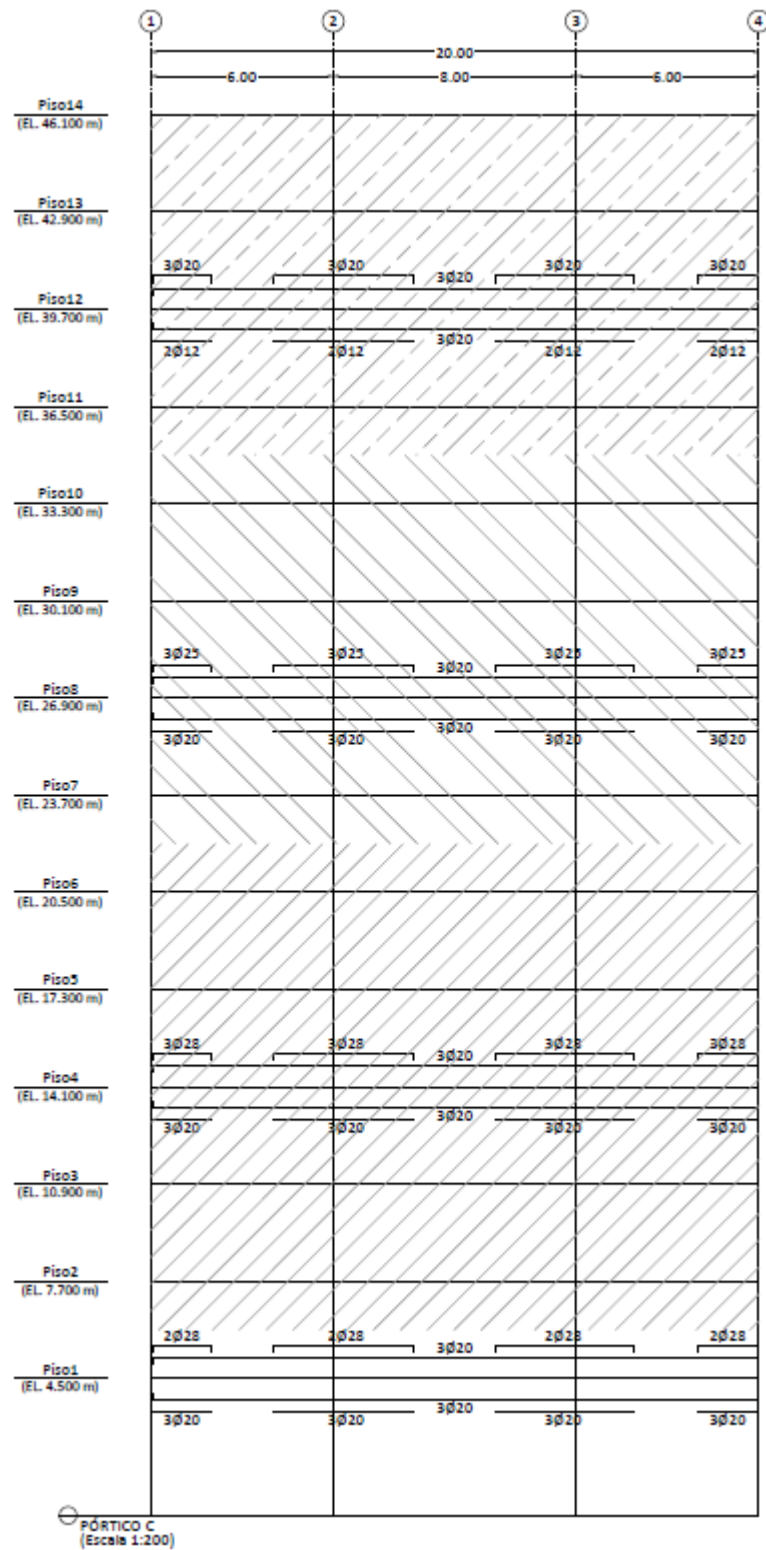 1 2 3 4
20.00
6.00 8.00 6.00
Piso14
(EL. 46.100 m)
Piso13
(EL. 42.900 m)
3Ø20 3Ø20 3Ø20 3Ø20 3Ø20
Piso12
(EL. 39.700 m)
2Ø12 2Ø12 3Ø20 2Ø12 2Ø12
Piso11
(EL. 36.500 m)
Piso10
(EL. 33.300 m)
Piso9
(EL. 30.100 m)
3Ø25 3Ø25 3Ø20 3Ø25 3Ø25
Piso8
(EL. 26.900 m)
3Ø20 3Ø20 3Ø20 3Ø20 3Ø20
Piso7
(EL. 23.700 m)
Piso6
(EL. 20.500 m)
Piso5
(EL. 17.300 m)
3Ø28 3Ø28 3Ø20 3Ø28 3Ø28
Piso4
(EL. 14.100 m)
3Ø20 3Ø20 3Ø20 3Ø20 3Ø20
Piso3
(EL. 10.900 m)
Piso2
(EL. 7.700 m)
2Ø28 2Ø28 3Ø20 2Ø28 2Ø28
Piso1
(EL. 4.500 m)
3Ø20 3Ø20 3Ø20 3Ø20 3Ø20
PÓRTICO C
(Escala 1:200)